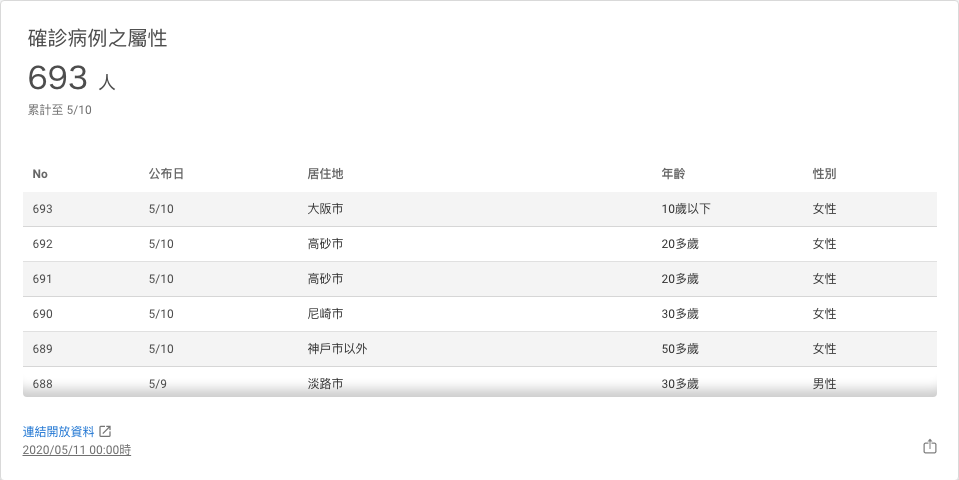 確診病例之屬性
693 人
累計至 5/10
No 公布日 居住地 年齡 性別
693 5/10 大阪市 10歲以下 女性
692 5/10 高砂市 20多歲 女性
691 5/10 高砂市 20多歲 女性
690 5/10 尼崎市 30多歲 女性
689 5/10 神戶市以外 50多歲 女性
688 5/9 淡路市 30多歲 男性
連結開放資料
2020/05/11 00:00時